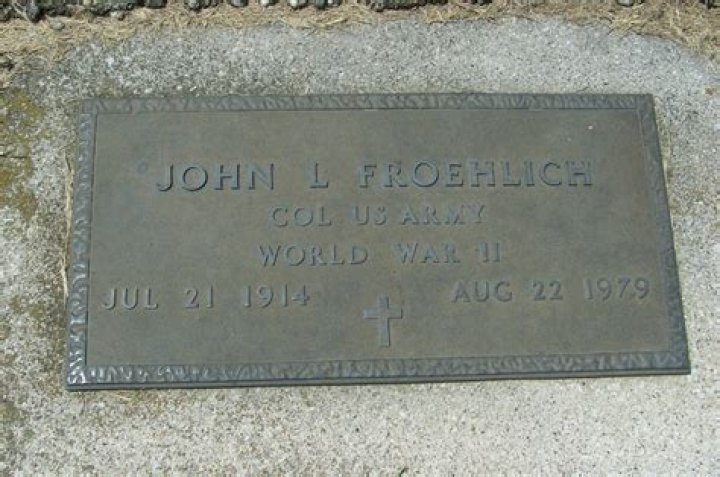 JOHN L FROEHLICH
COL US ARMY
WORLD WAR II
JUL 21 1914 AUG 22 1979